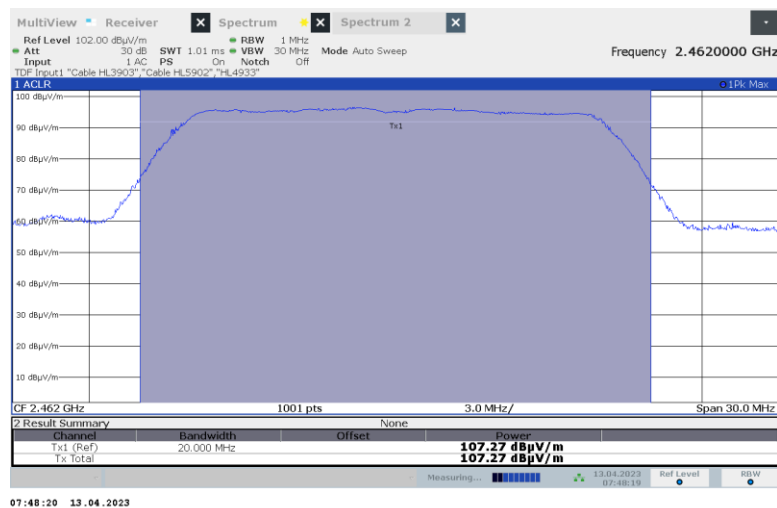 MultiView Receiver X Spectrum X Spectrum 2 X
Ref Level 102.00 dBµV/m RBW 1 MHz
Att 30 dB SWT 1.01 ms VBW 30 MHz Mode Auto Sweep Frequency 2.4620000 GHz
Input 1 AC PS On Notch Off
TDF Input1 "Cable HL3903","Cable HL5902","HL4933"
1 ACLR 1Pk Max
100 dBµV/m
90 dBµV/m
Tx1
80 dBµV/m
70 dBµV/m
60 dBµV/m
50 dBµV/m
40 dBµV/m
30 dBµV/m
20 dBµV/m
10 dBµV/m
CF 2.462 GHz 1001 pts 3.0 MHz/ Span 30.0 MHz
2 Result Summary None
Channel Bandwidth Offset Power
Tx1 (Ref) 20.000 MHz 107.27 dBµV/m
Tx Total 107.27 dBµV/m
Measuring... 13.04.2023 Ref Level RBW
07:48:19
07:48:20 13.04.2023